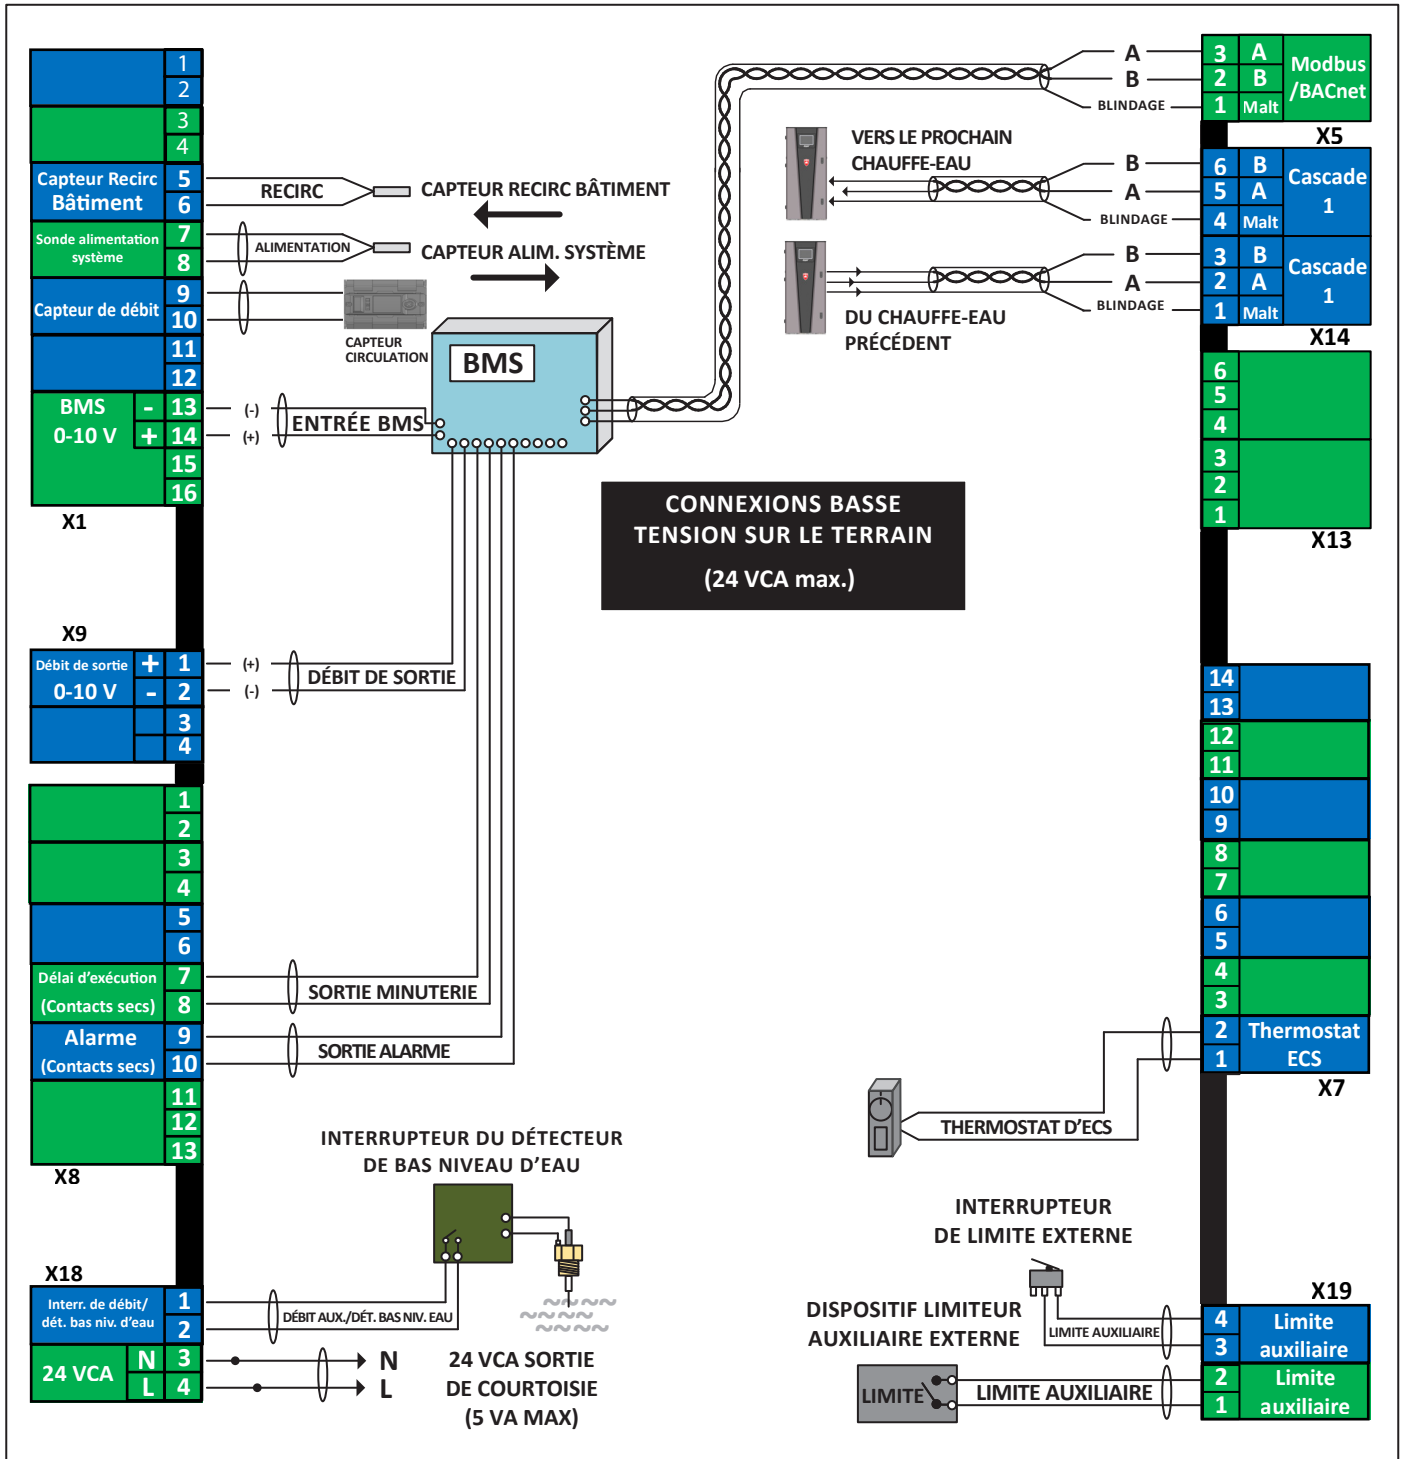 1
2
3
4
Capteur Recirc
Bâtiment
5
6
RECIRC
CAPTEUR RECIRC BÂTIMENT
Sonde alimentation
système
7
8
ALIMENTATION
CAPTEUR ALIM. SYSTÈME
Capteur de débit
9
10
CAPTEUR
CIRCULATION
11
12
BMS
0-10 V
-
+
13
14
15
16
(-)
(+)
ENTRÉE BMS
X1
BMS
A
B
BLINDAGE
3 A
2 B
1 Malt
Modbus
/BACnet
X5
VERS LE PROCHAIN
CHAUFFE-EAU
B
A
BLINDAGE
6 B
5 A
4 Malt
Cascade
1
DU CHAUFFE-EAU
PRÉCÉDENT
B
A
BLINDAGE
3 B
2 A
1 Malt
Cascade
1
X14
6
5
4
3
2
1
X13
CONNEXIONS BASSE
TENSION SUR LE TERRAIN
(24 VCA max.)
X9
Débit de sortie
0-10 V
+ 1
- 2
3
4
(+)
(-)
DÉBIT DE SORTIE
1
2
3
4
5
6
Délai d'exécution
(Contacts secs)
7
8
SORTIE MINUTERIE
Alarme
(Contacts secs)
9
10
SORTIE ALARME
11
12
13
X8
14
13
12
11
10
9
8
7
6
5
4
3
2
1
Thermostat
ECS
X7
THERMOSTAT D'ECS
INTERRUPTEUR DU DÉTECTEUR
DE BAS NIVEAU D'EAU
X18
Interr. de débit/
dét. bas niv. d'eau
1
2
DÉBIT AUX./DÉT. BAS NIV. EAU
24 VCA
N 3
L 4
N
L
24 VCA SORTIE
DE COURTOISIE
(5 VA MAX)
INTERRUPTEUR
DE LIMITE EXTERNE
X19
4
3
Limite
auxiliaire
LIMITE AUXILIAIRE
DISPOSITIF LIMITEUR
AUXILIAIRE EXTERNE
LIMITE
LIMITE AUXILIAIRE
2
1
Limite
auxiliaire